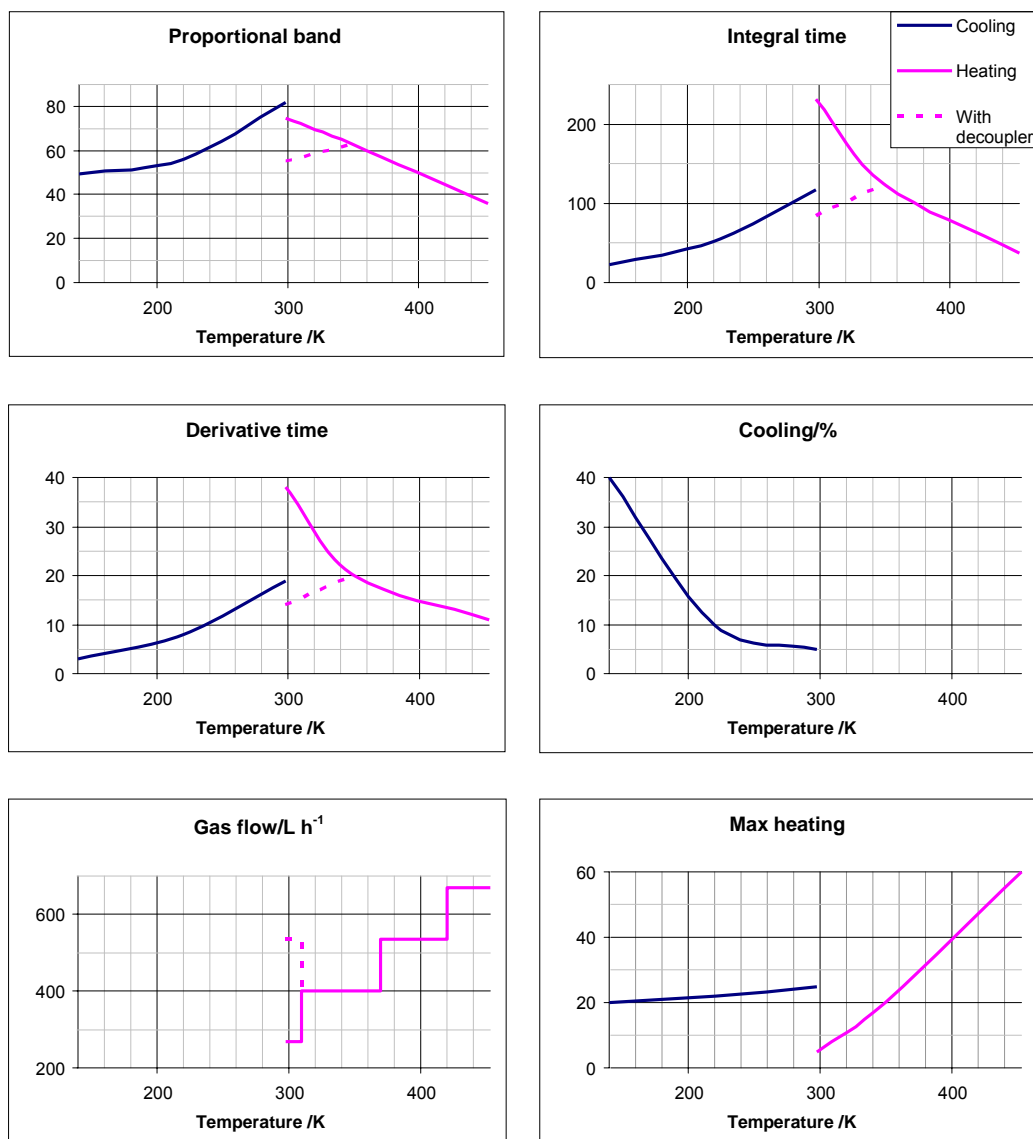 Proportional band
80
60
40
20
0
200 300 400
Temperature /K
Integral time
200
100
0
200 300 400
Temperature /K
Cooling
Heating
With
decoupler
Derivative time
40
30
20
10
0
200 300 400
Temperature /K
Cooling/%
40
30
20
10
0
200 300 400
Temperature /K
Gas flow/L h-1
600
400
200
200 300 400
Temperature /K
Max heating
60
40
20
0
200 300 400
Temperature /K